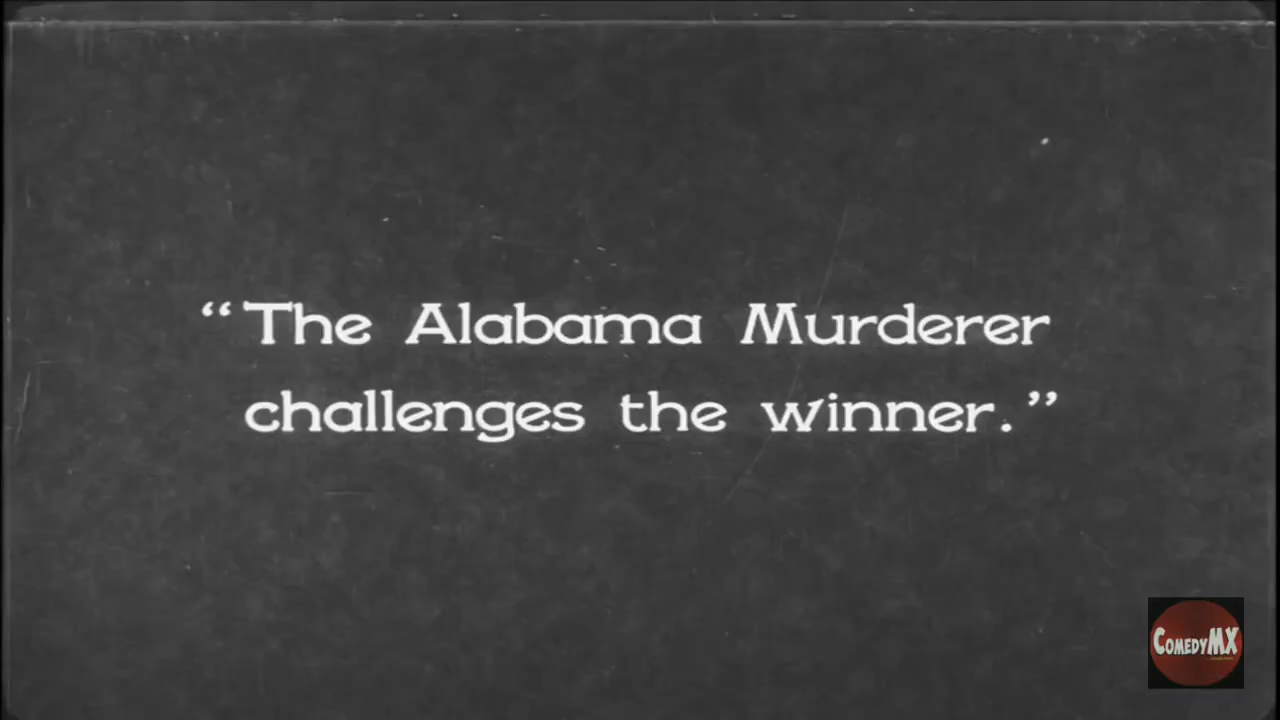 “The Alabama Murderer
challenges the winner.”
COMEDYMX